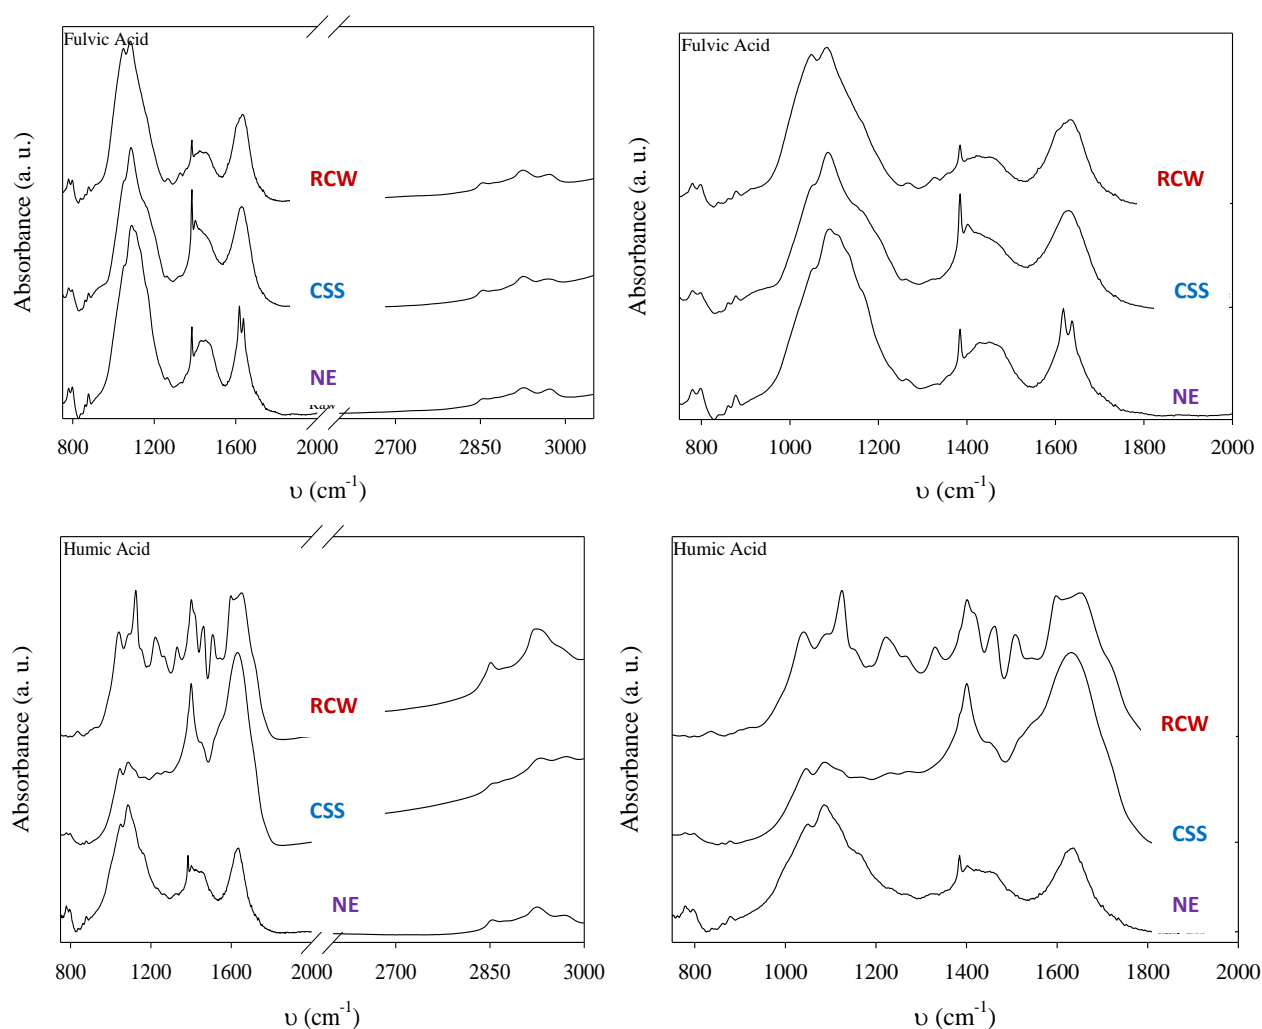 Fulvic Acid
RCW
CSS
NE
Absorbance (a. u.)
800 1200 1600 2000 2700 2850 3000
υ (cm-1)
Fulvic Acid
RCW
CSS
NE
Absorbance (a. u.)
800 1000 1200 1400 1600 1800 2000
υ (cm-1)
Humic Acid
RCW
CSS
NE
Absorbance (a. u.)
800 1200 1600 2000 2700 2850 3000
υ (cm-1)
Humic Acid
RCW
CSS
NE
Absorbance (a. u.)
800 1000 1200 1400 1600 1800 2000
υ (cm-1)